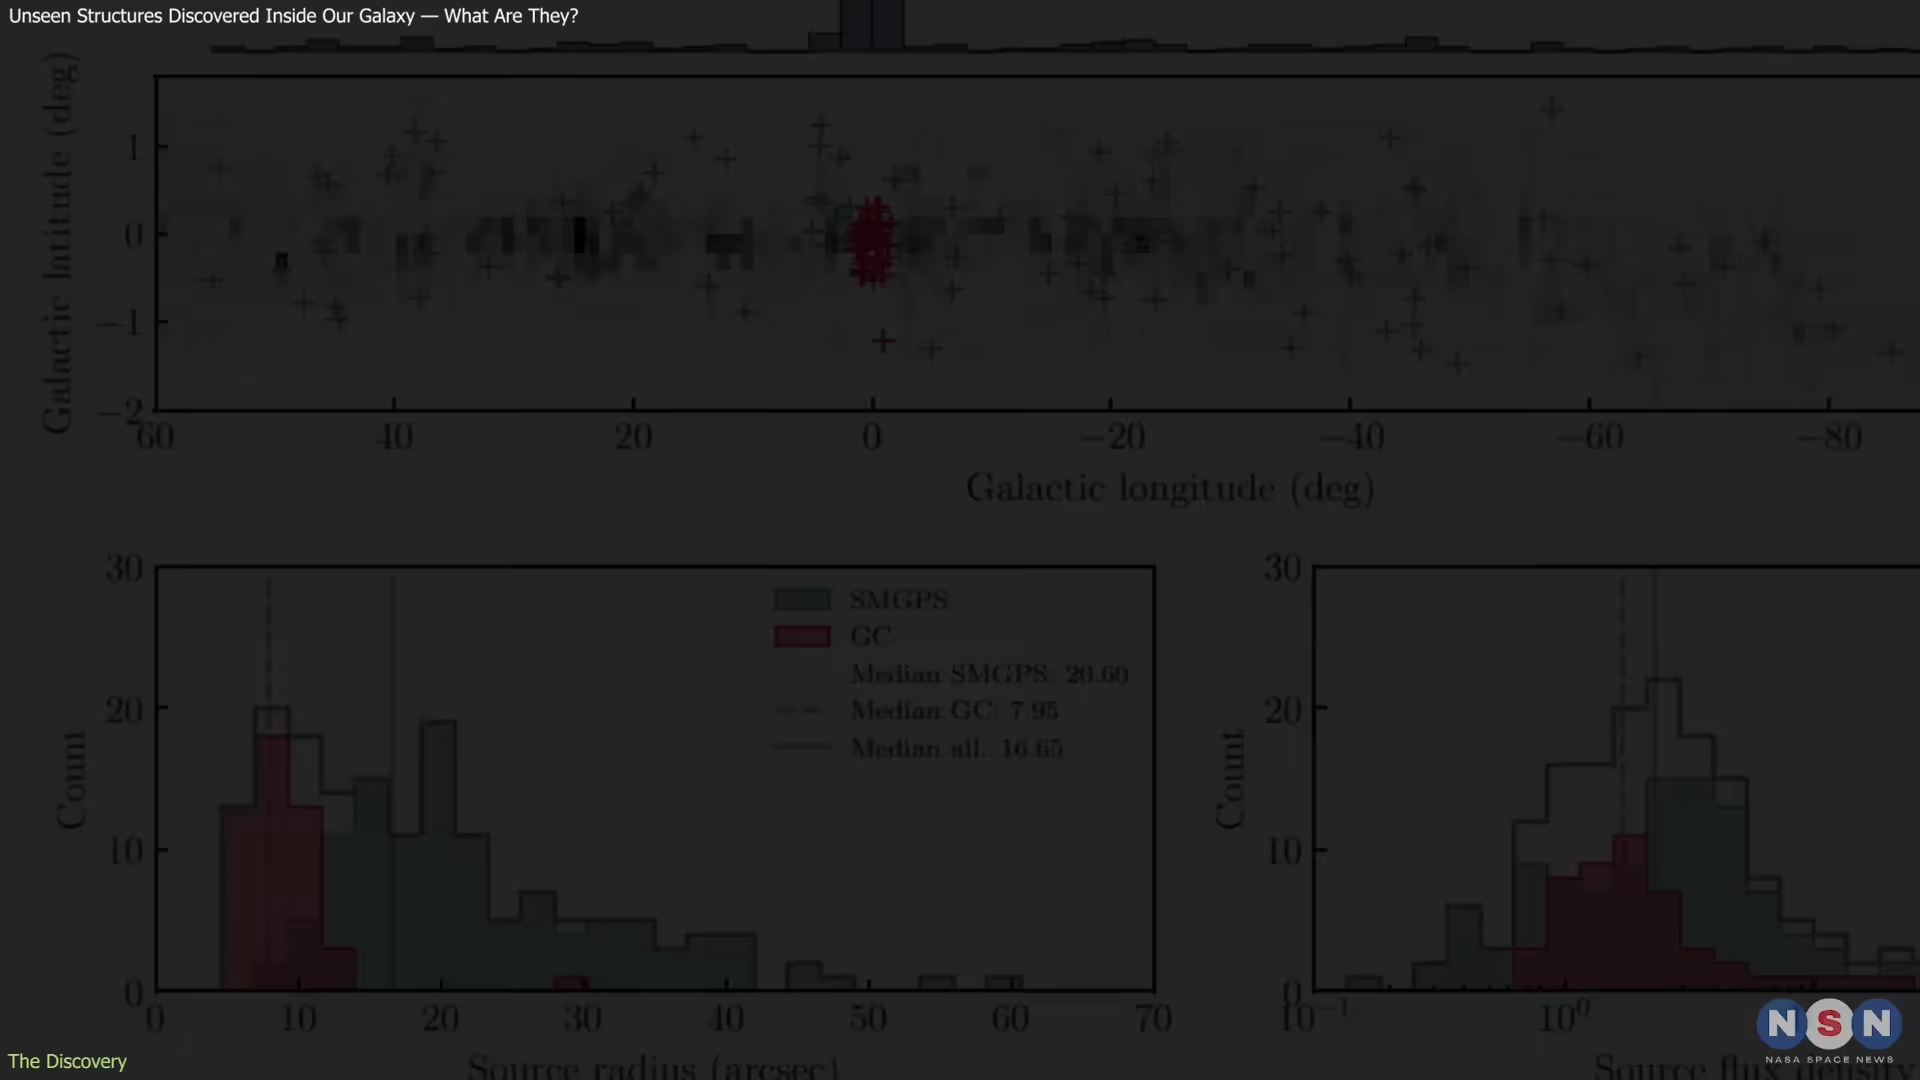 Unseen Structures Discovered Inside Our Galaxy — What Are They?
Galactic latitude (deg)
1
0
−1
−2
60 40 20 0 −20 −40 −60 −80
Galactic longitude (deg)
30
20
10
0
Count
SMGPS
GC
Median SMGPS: 20.60
Median GC: 7.95
Median all: 16.65
0 10 20 30 40 50 60 70
Source radius (arcsec)
30
20
10
0
Count
10⁻¹ 10⁰
Source flux density
The Discovery
NSN
NASA SPACE NEWS